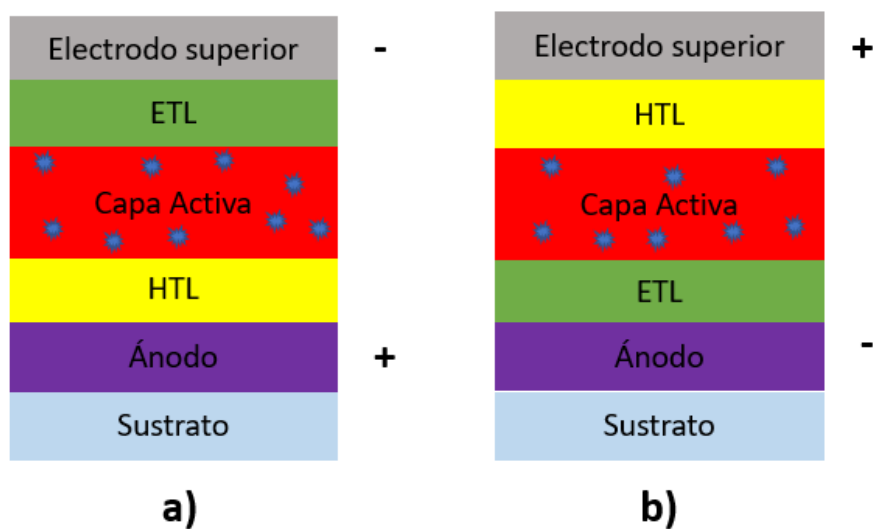 Electrodo superior
-
ETL
Capa Activa
HTL
Ánodo
+
Sustrato
a)
Electrodo superior
+
HTL
Capa Activa
ETL
Ánodo
-
Sustrato
b)